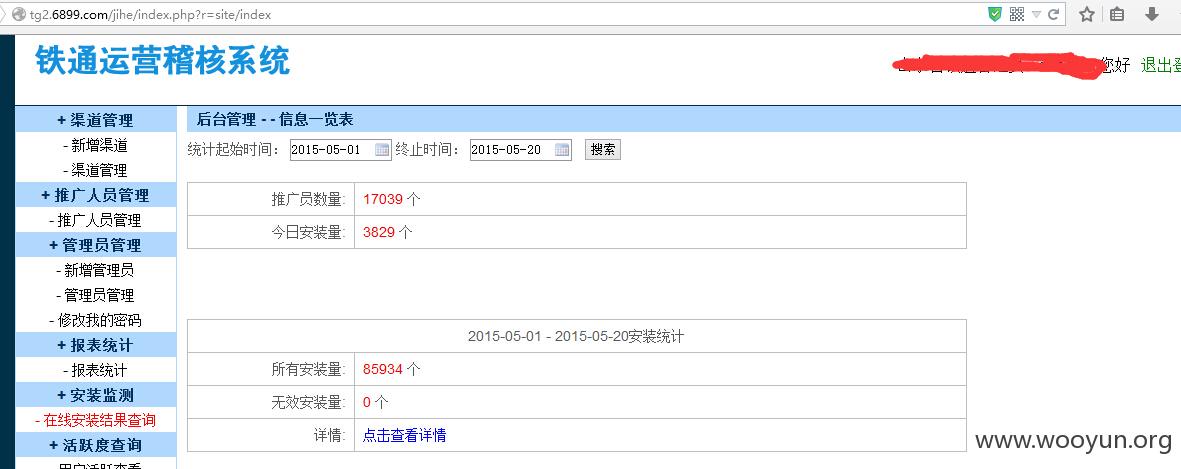 tg2.6899.com/jihe/index.php?r=site/index
铁通运营稽核系统
您好 退出登
+ 渠道管理
- 新增渠道
- 渠道管理
+ 推广人员管理
- 推广人员管理
+ 管理员管理
- 新增管理员
- 管理员管理
- 修改我的密码
+ 报表统计
- 报表统计
+ 安装监测
- 在线安装结果查询
+ 活跃度查询
- 用户活跃查看
后台管理 - - 信息一览表
统计起始时间: 2015-05-01 终止时间: 2015-05-20 搜索
推广员数量: 17039 个
今日安装量: 3829 个
2015-05-01 - 2015-05-20安装统计
所有安装量: 85934 个
无效安装量: 0 个
详情: 点击查看详情
www.wooyun.org